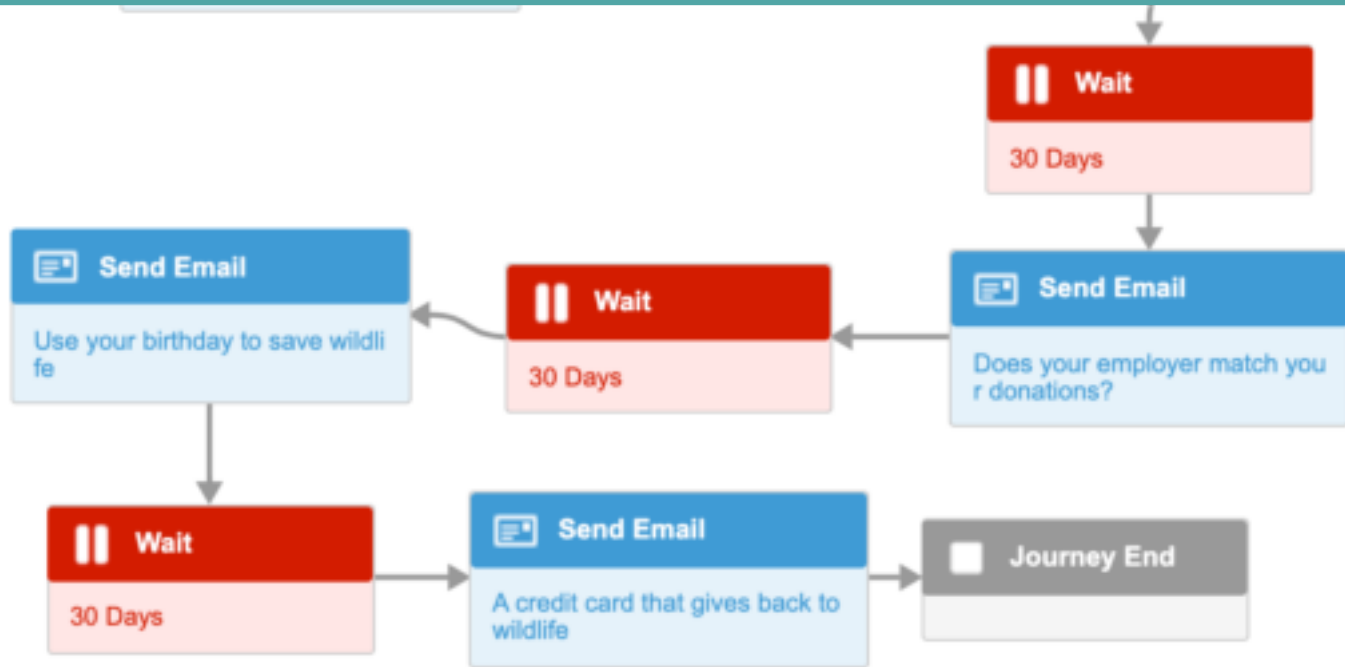 Wait
30 Days
Send Email
Does your employer match you
r donations?
Wait
30 Days
Send Email
Use your birthday to save wildli
fe
Wait
30 Days
Send Email
A credit card that gives back to
wildlife
Journey End